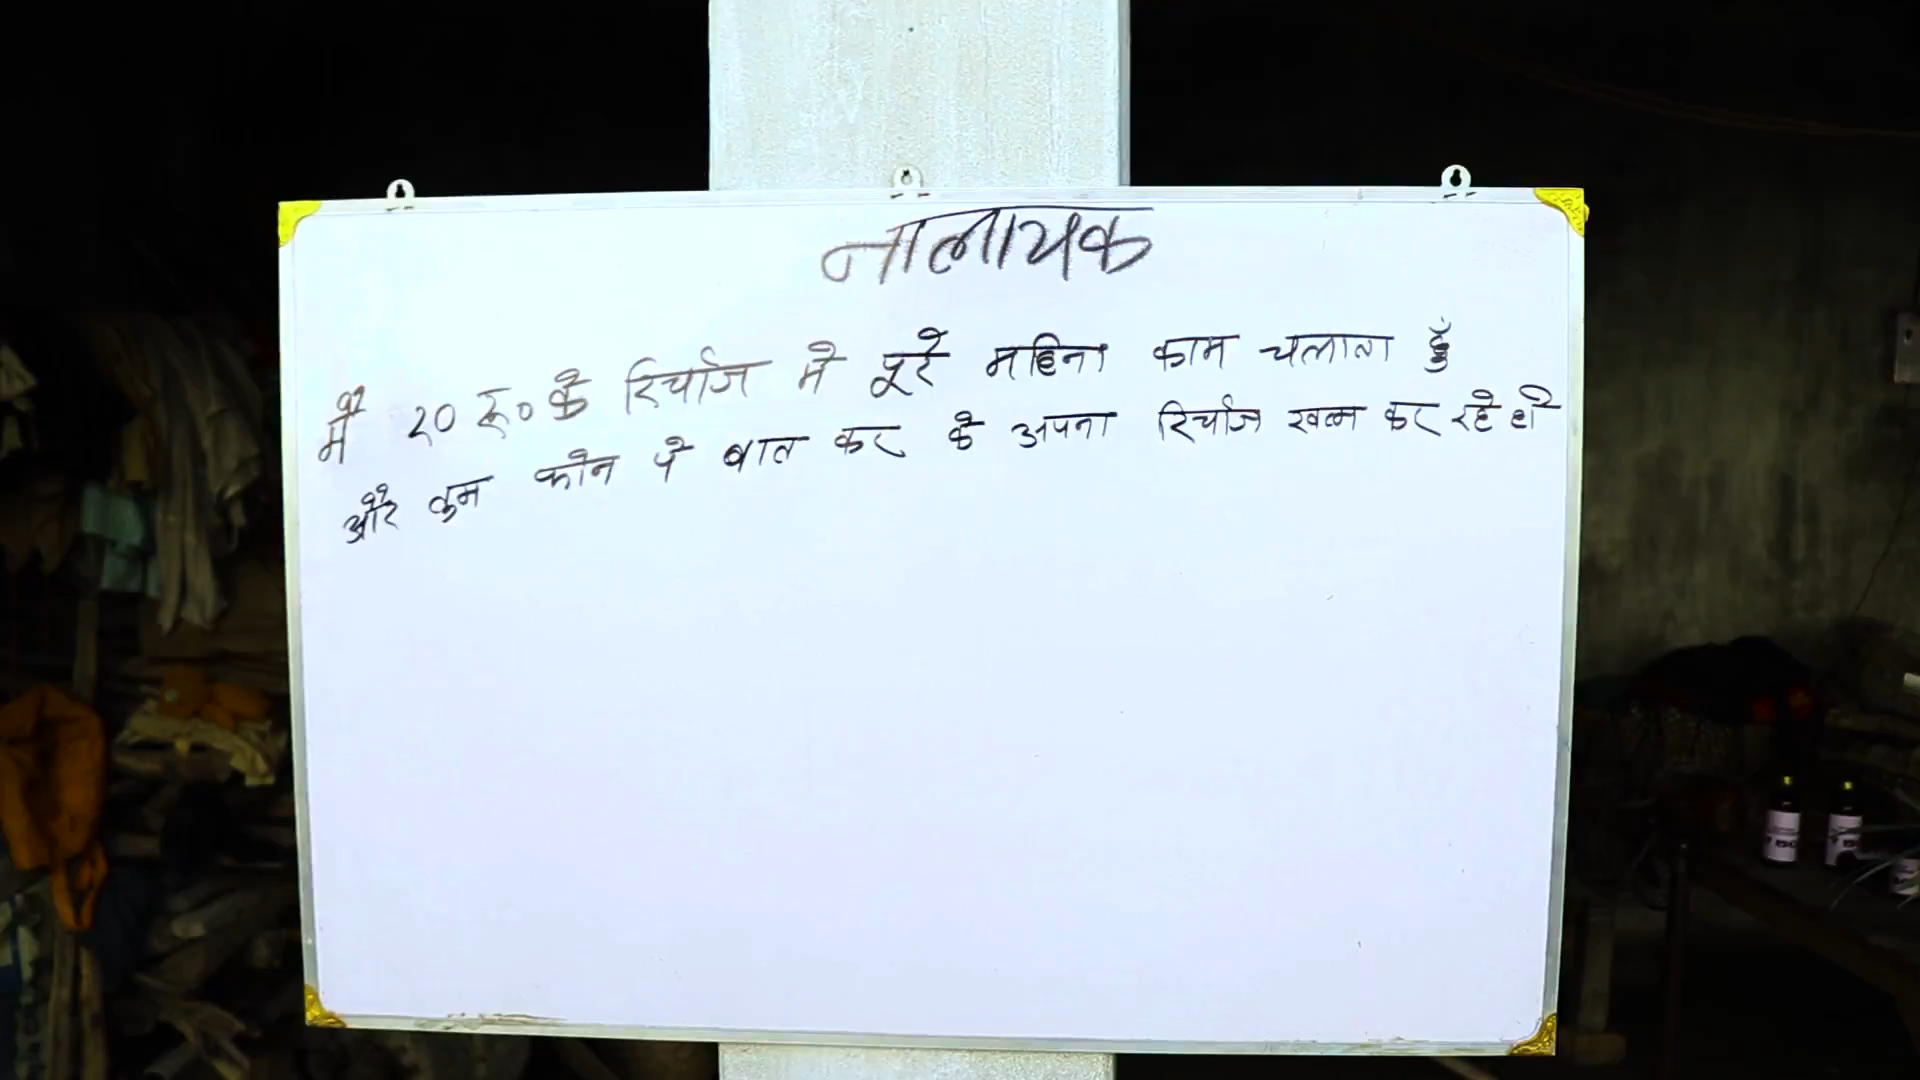 नालायक
मैं 20 रू० के रिर्चाज मे पूरे महिना काम चलाता हुँ
और तुम फोन पे बात कर के अपना रिर्चाज खत्म कर रहे हो